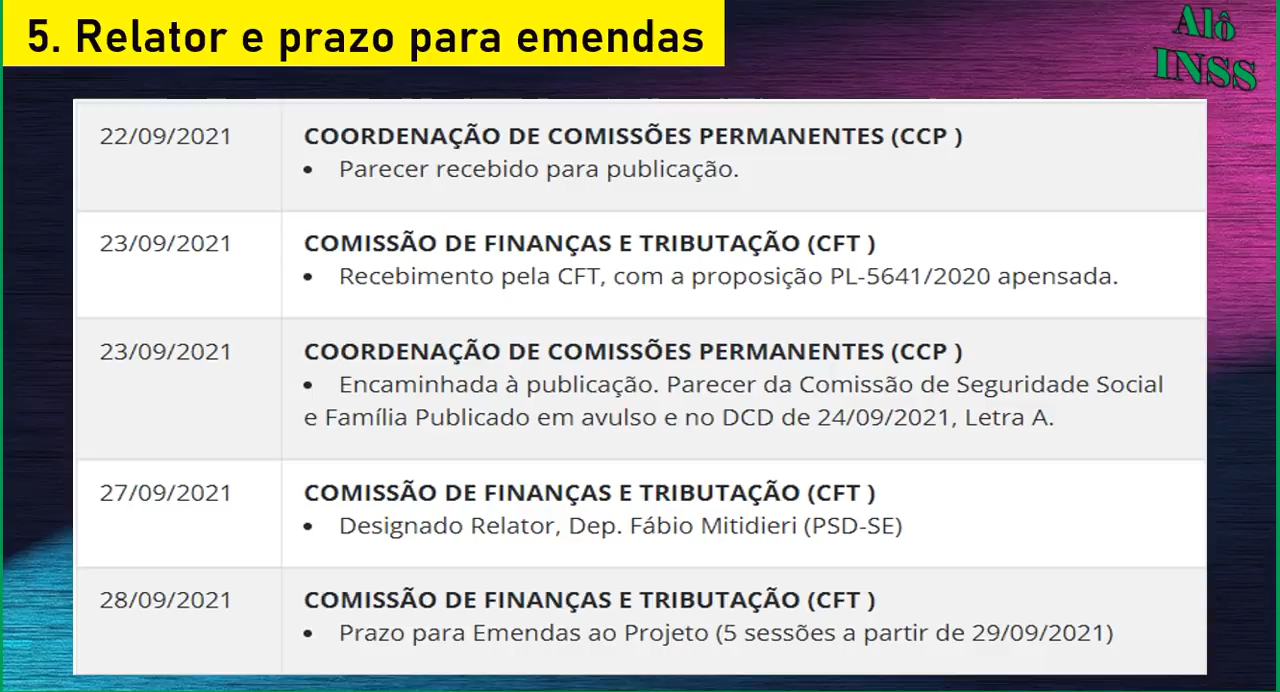 5. Relator e prazo para emendas
Alô
INSS
22/09/2021
COORDENAÇÃO DE COMISSÕES PERMANENTES (CCP )
• Parecer recebido para publicação.
23/09/2021
COMISSÃO DE FINANÇAS E TRIBUTAÇÃO (CFT )
• Recebimento pela CFT, com a proposição PL-5641/2020 apensada.
23/09/2021
COORDENAÇÃO DE COMISSÕES PERMANENTES (CCP )
• Encaminhada à publicação. Parecer da Comissão de Seguridade Social
e Família Publicado em avulso e no DCD de 24/09/2021, Letra A.
27/09/2021
COMISSÃO DE FINANÇAS E TRIBUTAÇÃO (CFT )
• Designado Relator, Dep. Fábio Mitidieri (PSD-SE)
28/09/2021
COMISSÃO DE FINANÇAS E TRIBUTAÇÃO (CFT )
• Prazo para Emendas ao Projeto (5 sessões a partir de 29/09/2021)